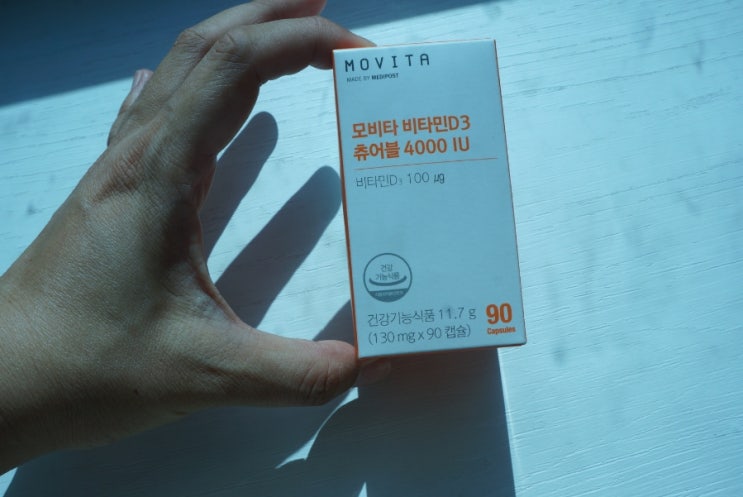 MOVITA
MADE BY MEDIPOST
모비타 비타민D3
츄어블 4000 IU
비타민D₃ 100 ㎍
건강
기능식품
건강기능식품 11.7 g
(130 mg x 90 캡슐)
90
Capsules